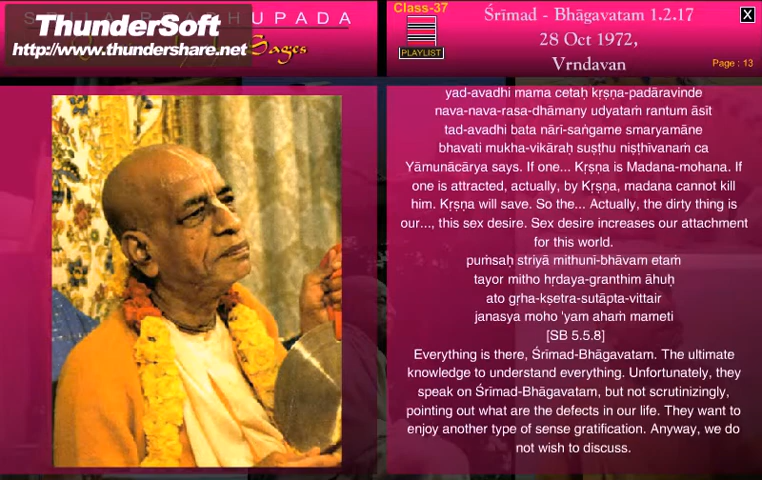 SRILA PRABHUPADA
ThunderSoft
http://www.thundershare.net
Sages
Class-37
PLAYLIST
Śrīmad - Bhāgavatam 1.2.17
28 Oct 1972,
Vrndavan
X
Page : 13
yad-avadhi mama cetaḥ kṛṣṇa-padāravinde
nava-nava-rasa-dhāmany udyataṁ rantum āsīt
tad-avadhi bata nārī-saṅgame smaryamāne
bhavati mukha-vikāraḥ suṣṭhu niṣṭhīvanaṁ ca
Yāmunācārya says. If one... Kṛṣṇa is Madana-mohana. If
one is attracted, actually, by Kṛṣṇa, madana cannot kill
him. Kṛṣṇa will save. So the... Actually, the dirty thing is
our..., this sex desire. Sex desire increases our attachment
for this world.
puṁsaḥ striyā mithunī-bhāvam etaṁ
tayor mitho hṛdaya-granthim āhuḥ
ato gṛha-kṣetra-sutāpta-vittair
janasya moho 'yam ahaṁ mameti
[SB 5.5.8]
Everything is there, Śrīmad-Bhāgavatam. The ultimate
knowledge to understand everything. Unfortunately, they
speak on Śrīmad-Bhāgavatam, but not scrutinizingly,
pointing out what are the defects in our life. They want to
enjoy another type of sense gratification. Anyway, we do
not wish to discuss.